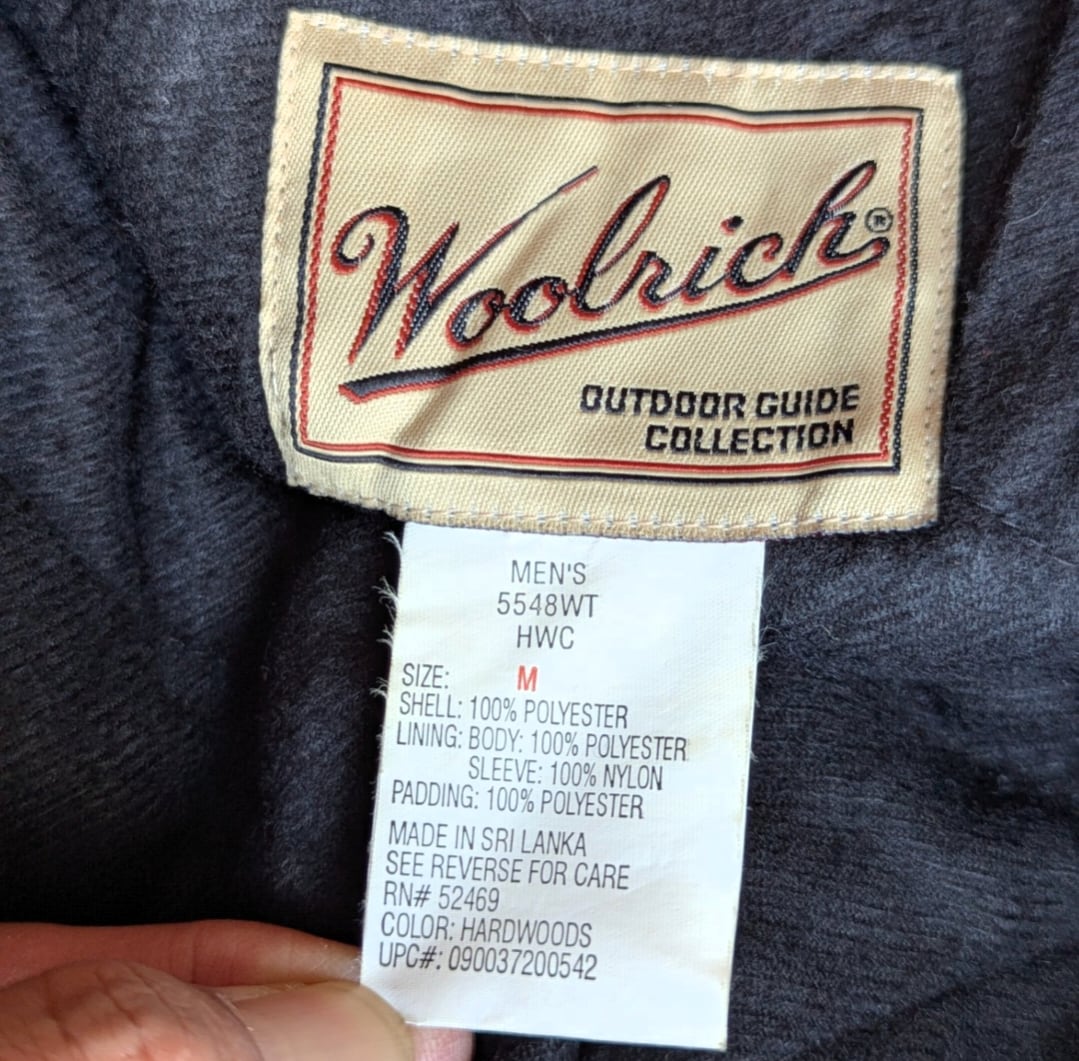 Woolrich®
OUTDOOR GUIDE
COLLECTION
MEN'S
5548WT
HWC
SIZE: M
SHELL: 100% POLYESTER
LINING: BODY: 100% POLYESTER
SLEEVE: 100% NYLON
PADDING: 100% POLYESTER
MADE IN SRI LANKA
SEE REVERSE FOR CARE
RN# 52469
COLOR: HARDWOODS
UPC#: 090037200542